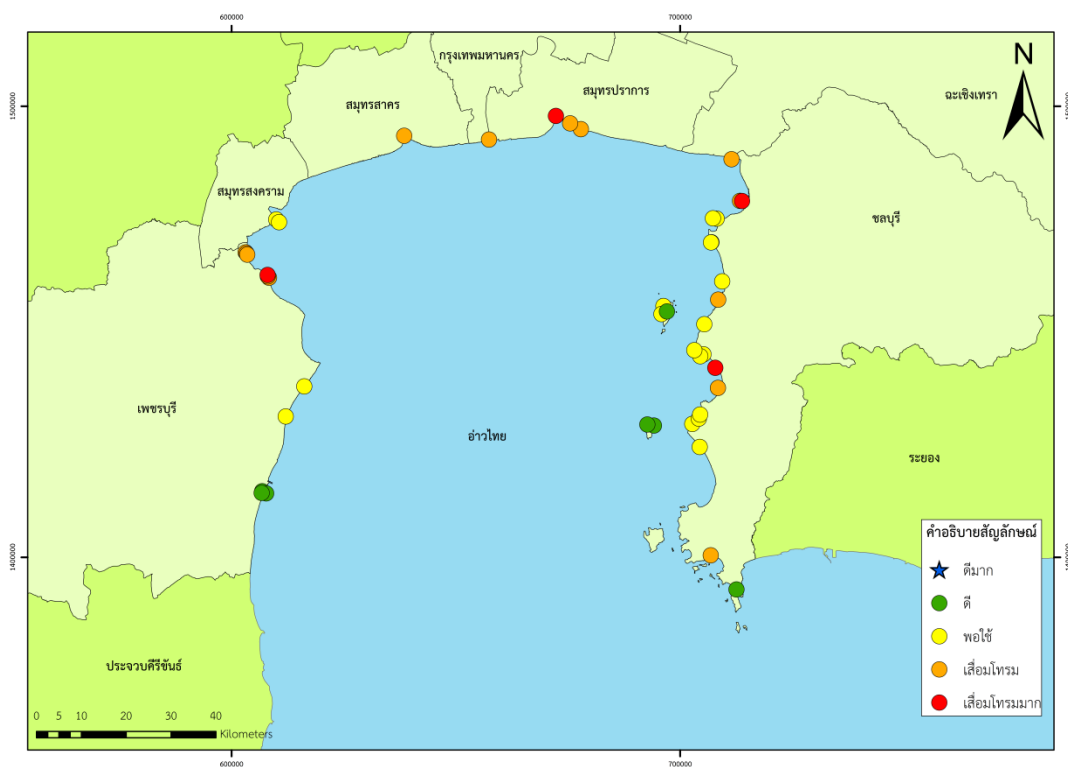 600000
700000
N
กรุงเทพมหานคร
สมุทรสาคร
สมุทรปราการ
ฉะเชิงเทรา
1500000
สมุทรสงคราม
ชลบุรี
เพชรบุรี
อ่าวไทย
ระยอง
คำอธิบายสัญลักษณ์
ดีมาก
ดี
พอใช้
เสื่อมโทรม
เสื่อมโทรมมาก
1400000
ประจวบคีรีขันธ์
0 5 10 20 30 40
Kilometers
600000
700000